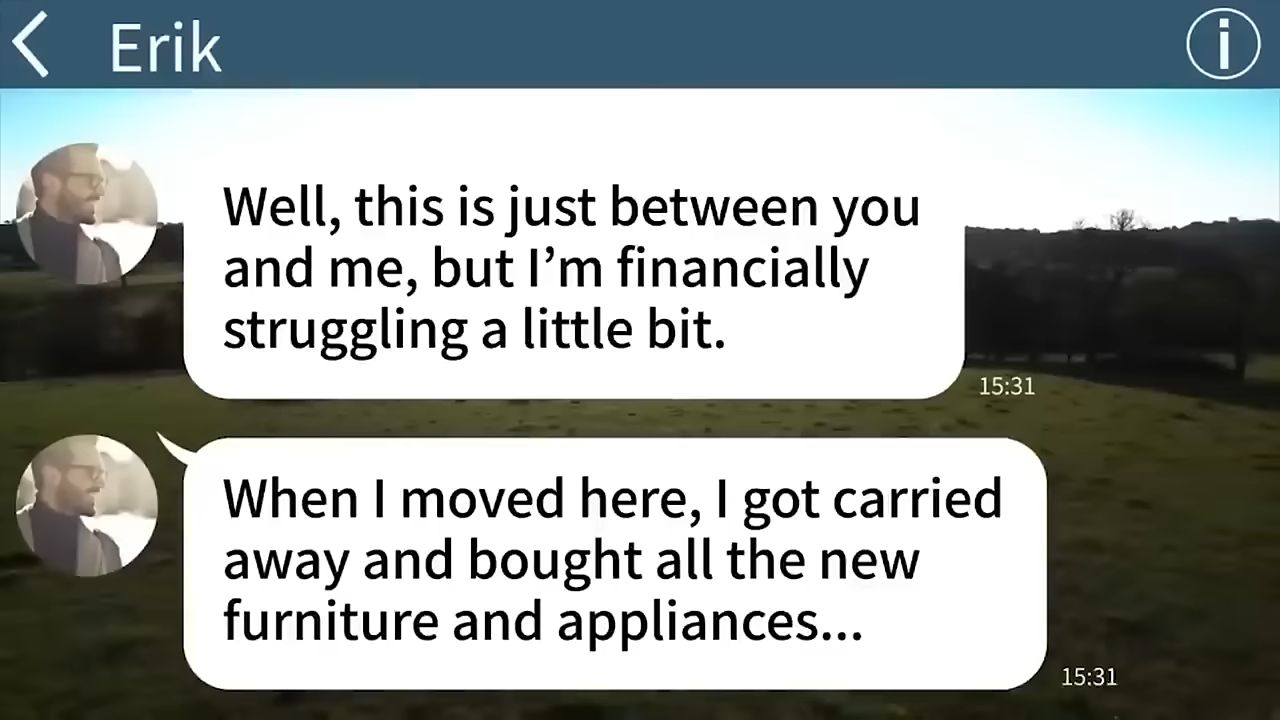 Erik
Well, this is just between you
and me, but I’m financially
struggling a little bit.
15:31
When I moved here, I got carried
away and bought all the new
furniture and appliances...
15:31